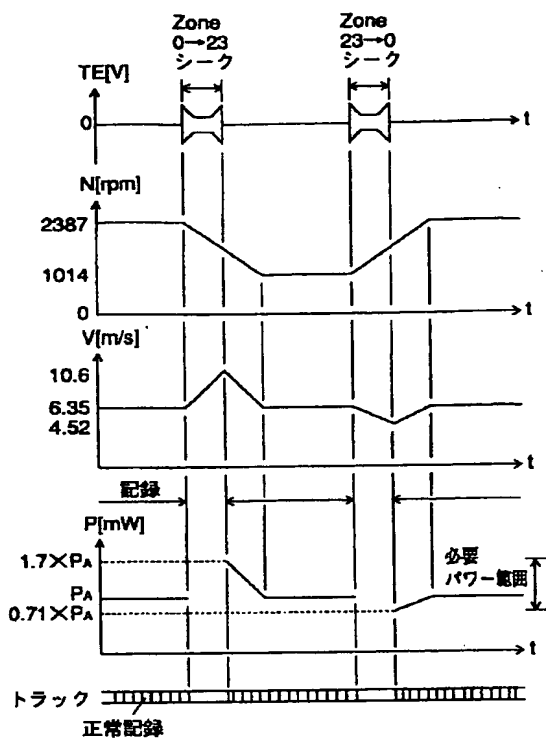 Zone
0→23
シーク
Zone
23→0
シーク
TE[V]
0
t
N[rpm]
2387
1014
0
t
V[m/s]
10.6
6.35
4.52
t
記録
P[mW]
1.7×PA
PA
0.71×PA
必要
パワー範囲
t
トラック
正常記録